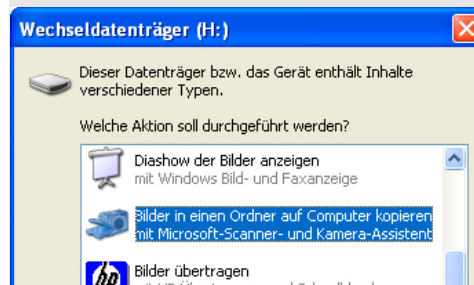 Wechseldatenträger (H:)
Dieser Datenträger bzw. das Gerät enthält Inhalte
verschiedener Typen.
Welche Aktion soll durchgeführt werden?
Diashow der Bilder anzeigen
mit Windows Bild- und Faxanzeige
Bilder in einen Ordner auf Computer kopieren
mit Microsoft-Scanner- und Kamera-Assistent
hp
Bilder übertragen